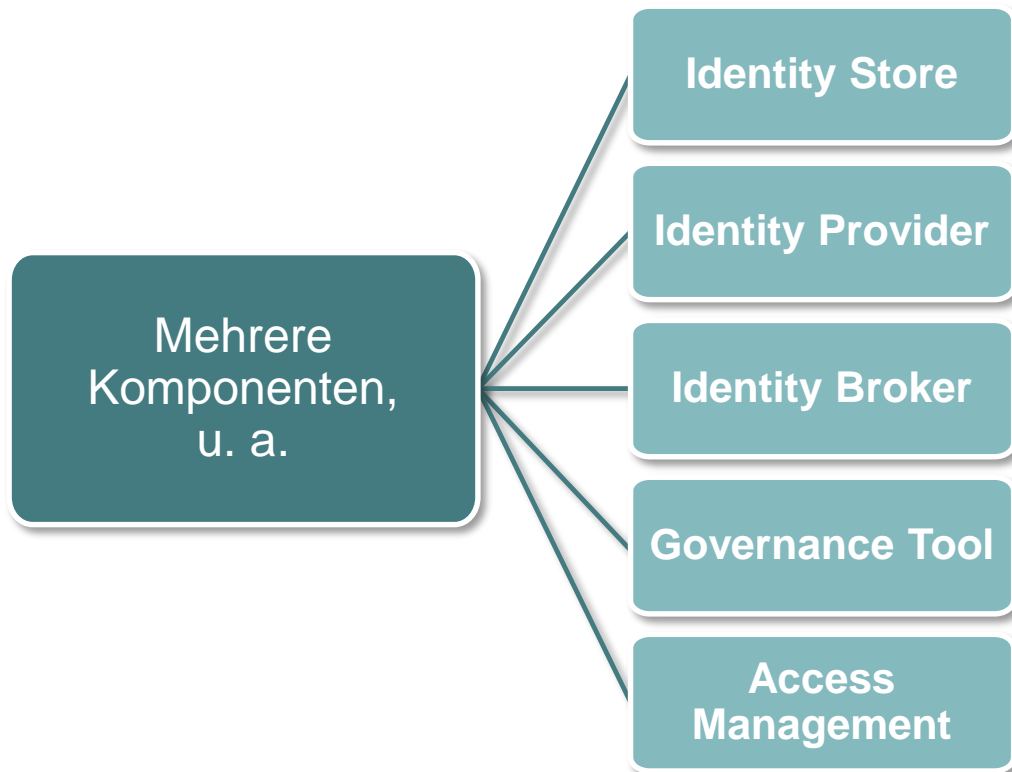 Identity Store
Identity Provider
Mehrere
Komponenten,
u. a.
Identity Broker
Governance Tool
Access
Management